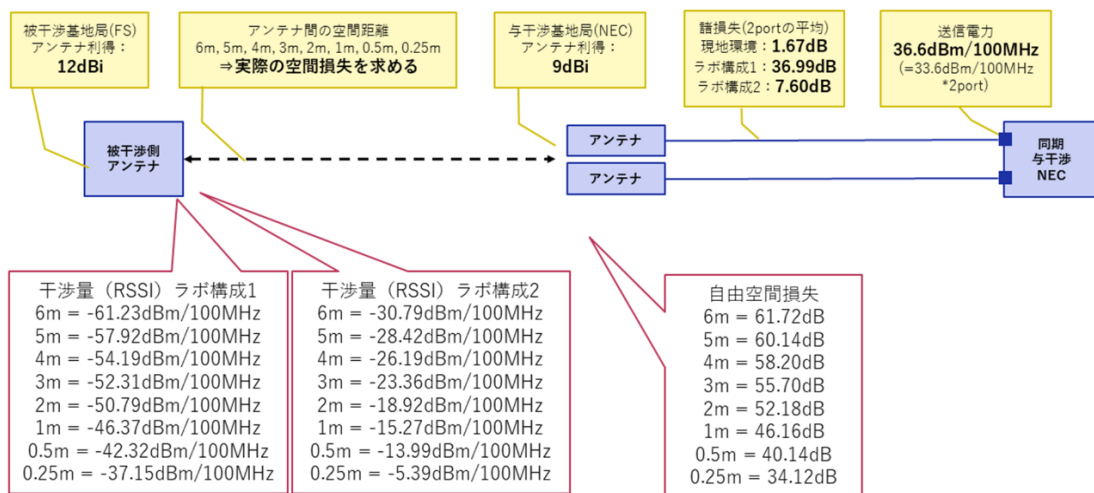 被干渉基地局(FS)
アンテナ利得：
12dBi
アンテナ間の空間距離
6m, 5m, 4m, 3m, 2m, 1m, 0.5m, 0.25m
⇒実際の空間損失を求める
与干渉基地局(NEC)
アンテナ利得：
9dBi
諸損失(2portの平均)
現地環境：1.67dB
ラボ構成1：36.99dB
ラボ構成2：7.60dB
送信電力
36.6dBm/100MHz
(=33.6dBm/100MHz
*2port)
被干渉側
アンテナ
アンテナ
アンテナ
同期
与干渉
NEC
干渉量（RSSI）ラボ構成1
6m = -61.23dBm/100MHz
5m = -57.92dBm/100MHz
4m = -54.19dBm/100MHz
3m = -52.31dBm/100MHz
2m = -50.79dBm/100MHz
1m = -46.37dBm/100MHz
0.5m = -42.32dBm/100MHz
0.25m = -37.15dBm/100MHz
干渉量（RSSI）ラボ構成2
6m = -30.79dBm/100MHz
5m = -28.42dBm/100MHz
4m = -26.19dBm/100MHz
3m = -23.36dBm/100MHz
2m = -18.92dBm/100MHz
1m = -15.27dBm/100MHz
0.5m = -13.99dBm/100MHz
0.25m = -5.39dBm/100MHz
自由空間損失
6m = 61.72dB
5m = 60.14dB
4m = 58.20dB
3m = 55.70dB
2m = 52.18dB
1m = 46.16dB
0.5m = 40.14dB
0.25m = 34.12dB